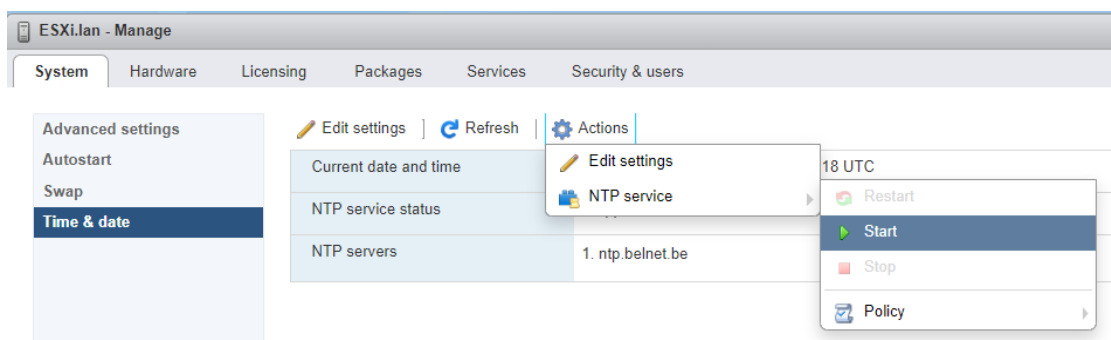 ESXi.lan - Manage
System Hardware Licensing Packages Services Security & users
Advanced settings
Autostart
Swap
Time & date
Edit settings Refresh Actions
Current date and time 18 UTC
NTP service status
NTP servers 1. ntp.belnet.be
Edit settings
NTP service
Restart
Start
Stop
Policy